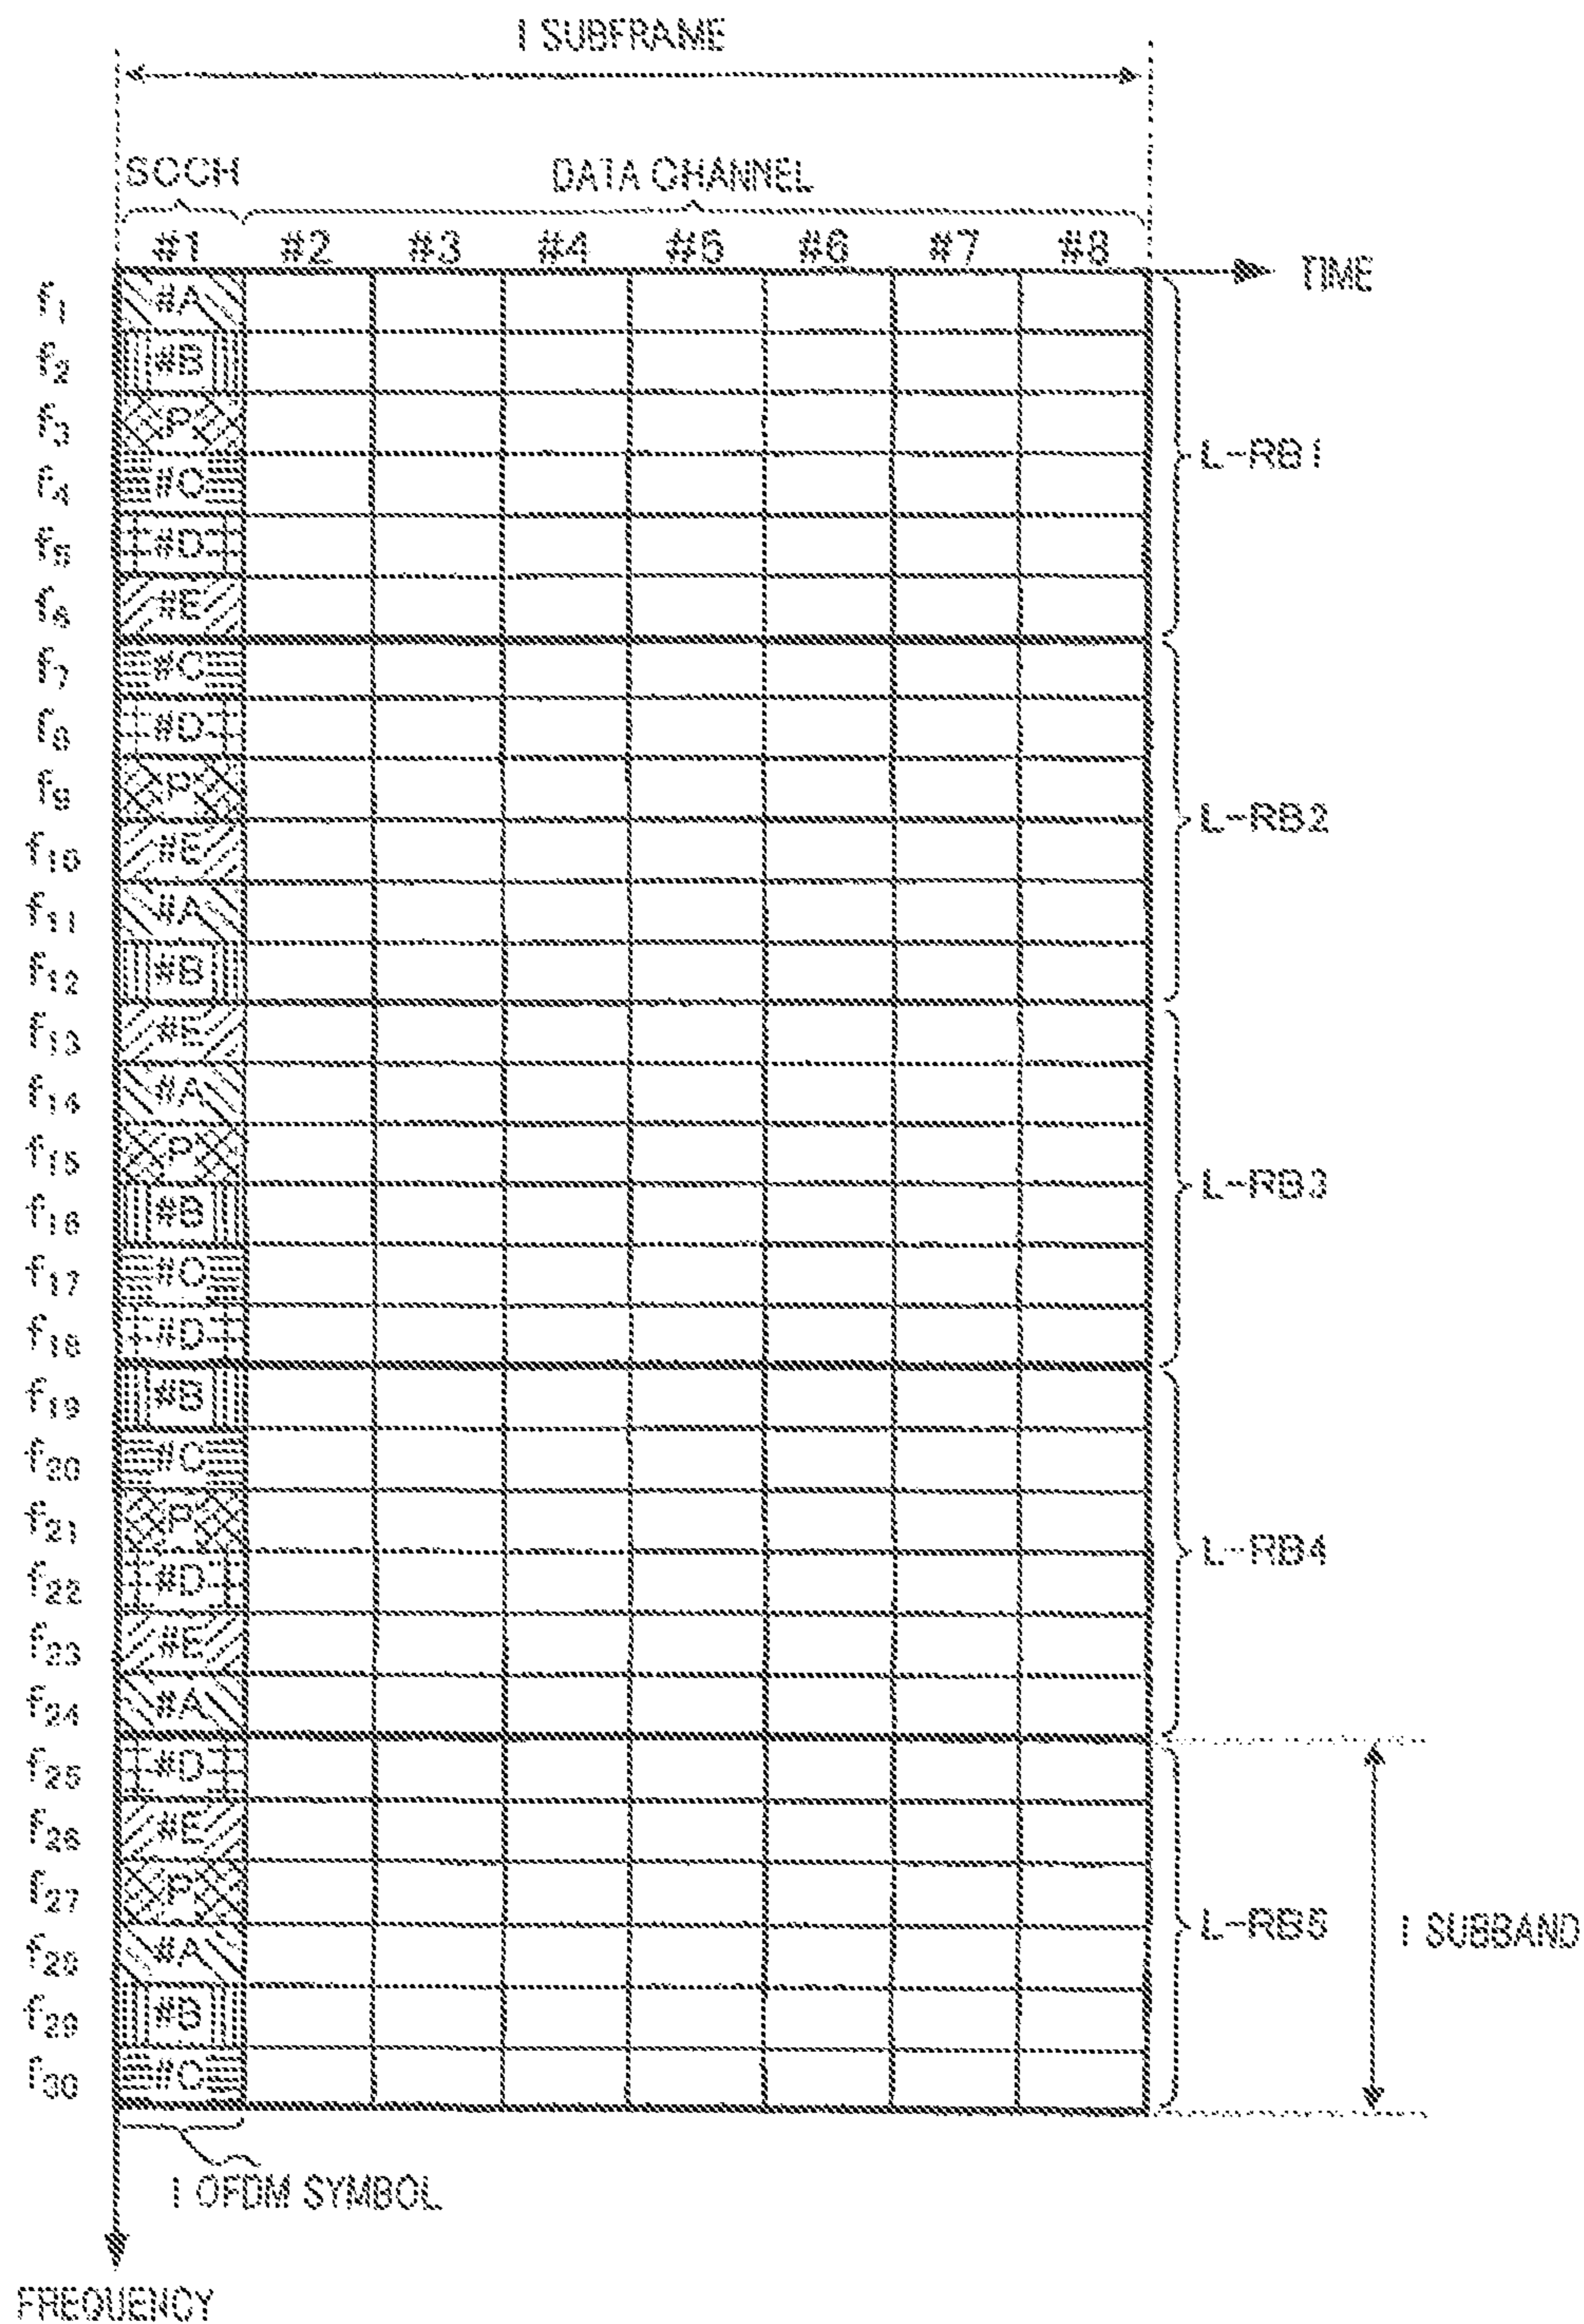 1 SUBFRAME
SCCH DATA CHANNEL
#1 #2 #3 #4 #5 #6 #7 #8 TIME
f1 #A
f2 #B
f3 P
f4 #C L-RB1
f5 #D
f6 #E
f7 #C
f8 #D
f9 P
f10 #E L-RB2
f11 #A
f12 #B
f13 #E
f14 #A
f15 P
f16 #B L-RB3
f17 #C
f18 #D
f19 #B
f20 #C
f21 P
f22 #D L-RB4
f23 #E
f24 #A
f25 #D
f26 #E
f27 P
f28 #A L-RB5 1 SUBBAND
f29 #B
f30 #C
1 OFDM SYMBOL
FREQUENCY